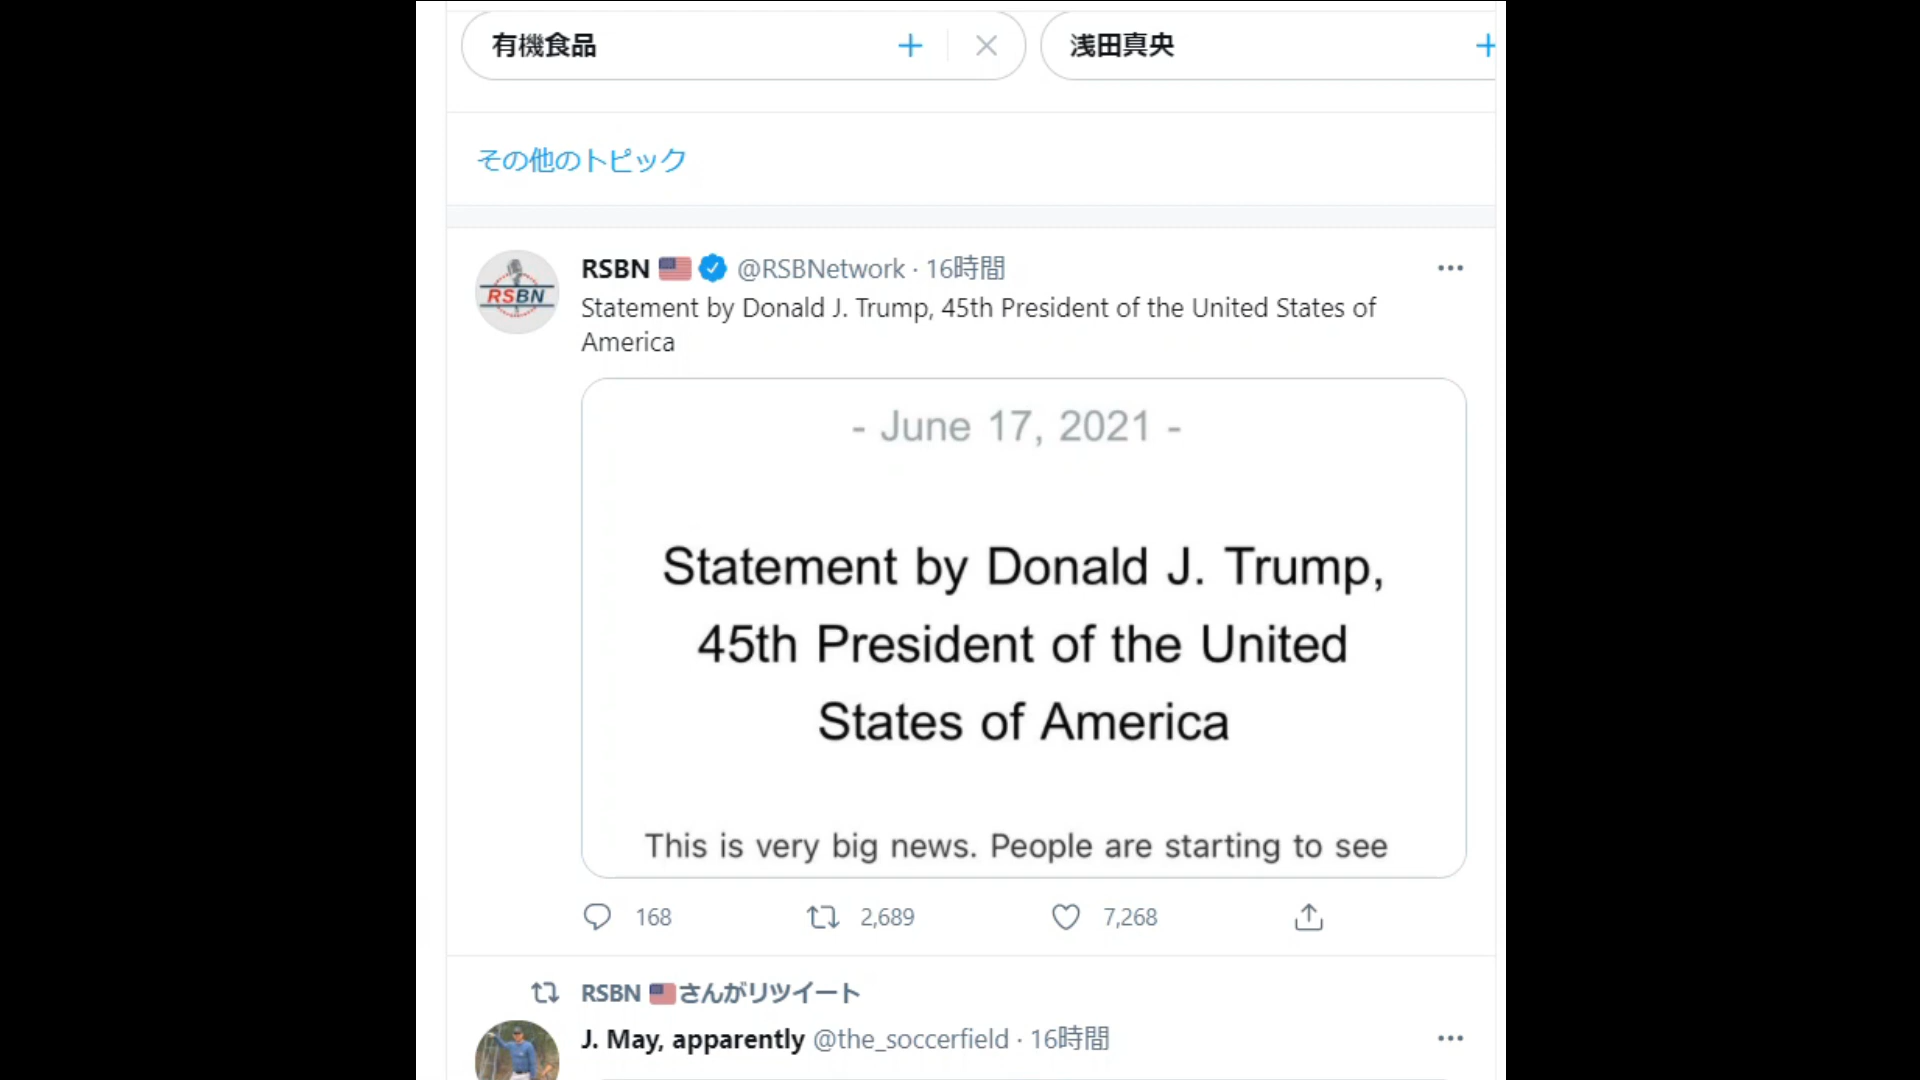 有機食品
浅田真央
その他のトピック
RSBN @RSBNetwork · 16時間
RSBN
Statement by Donald J. Trump, 45th President of the United States of
America
- June 17, 2021 -
Statement by Donald J. Trump,
45th President of the United
States of America
This is very big news. People are starting to see
168 2,689 7,268
RSBN さんがリツイート
J. May, apparently @the_soccerfield · 16時間